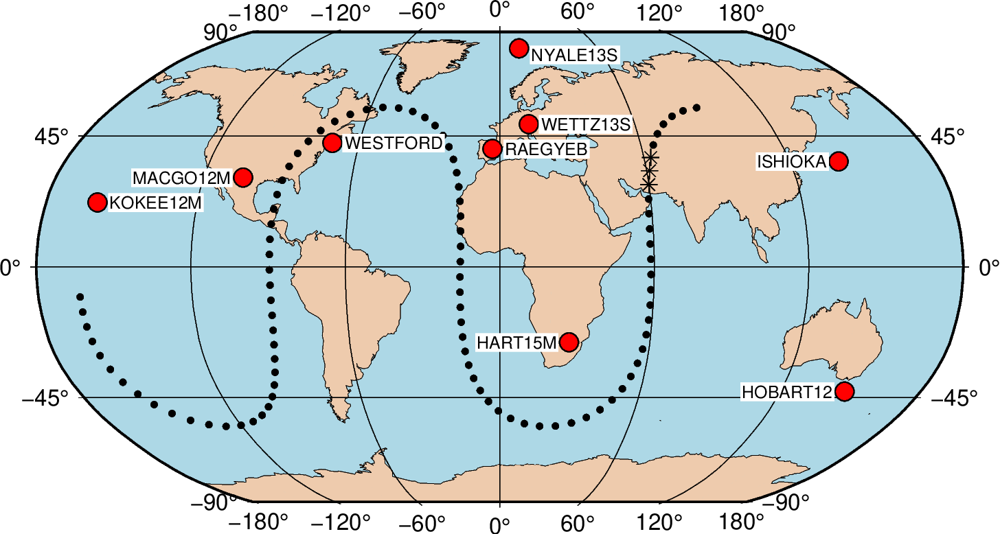 −180° −120° −60° 0° 60° 120° 180°
90° 90°
NYALE13S
WETTZ13S
45° 45°
WESTFORD RAEGYEB
ISHIOKA
MACGO12M
KOKEE12M
0° 0°
HART15M
HOBART12
−45° −45°
−90° −90°
−180° −120° −60° 0° 60° 120° 180°